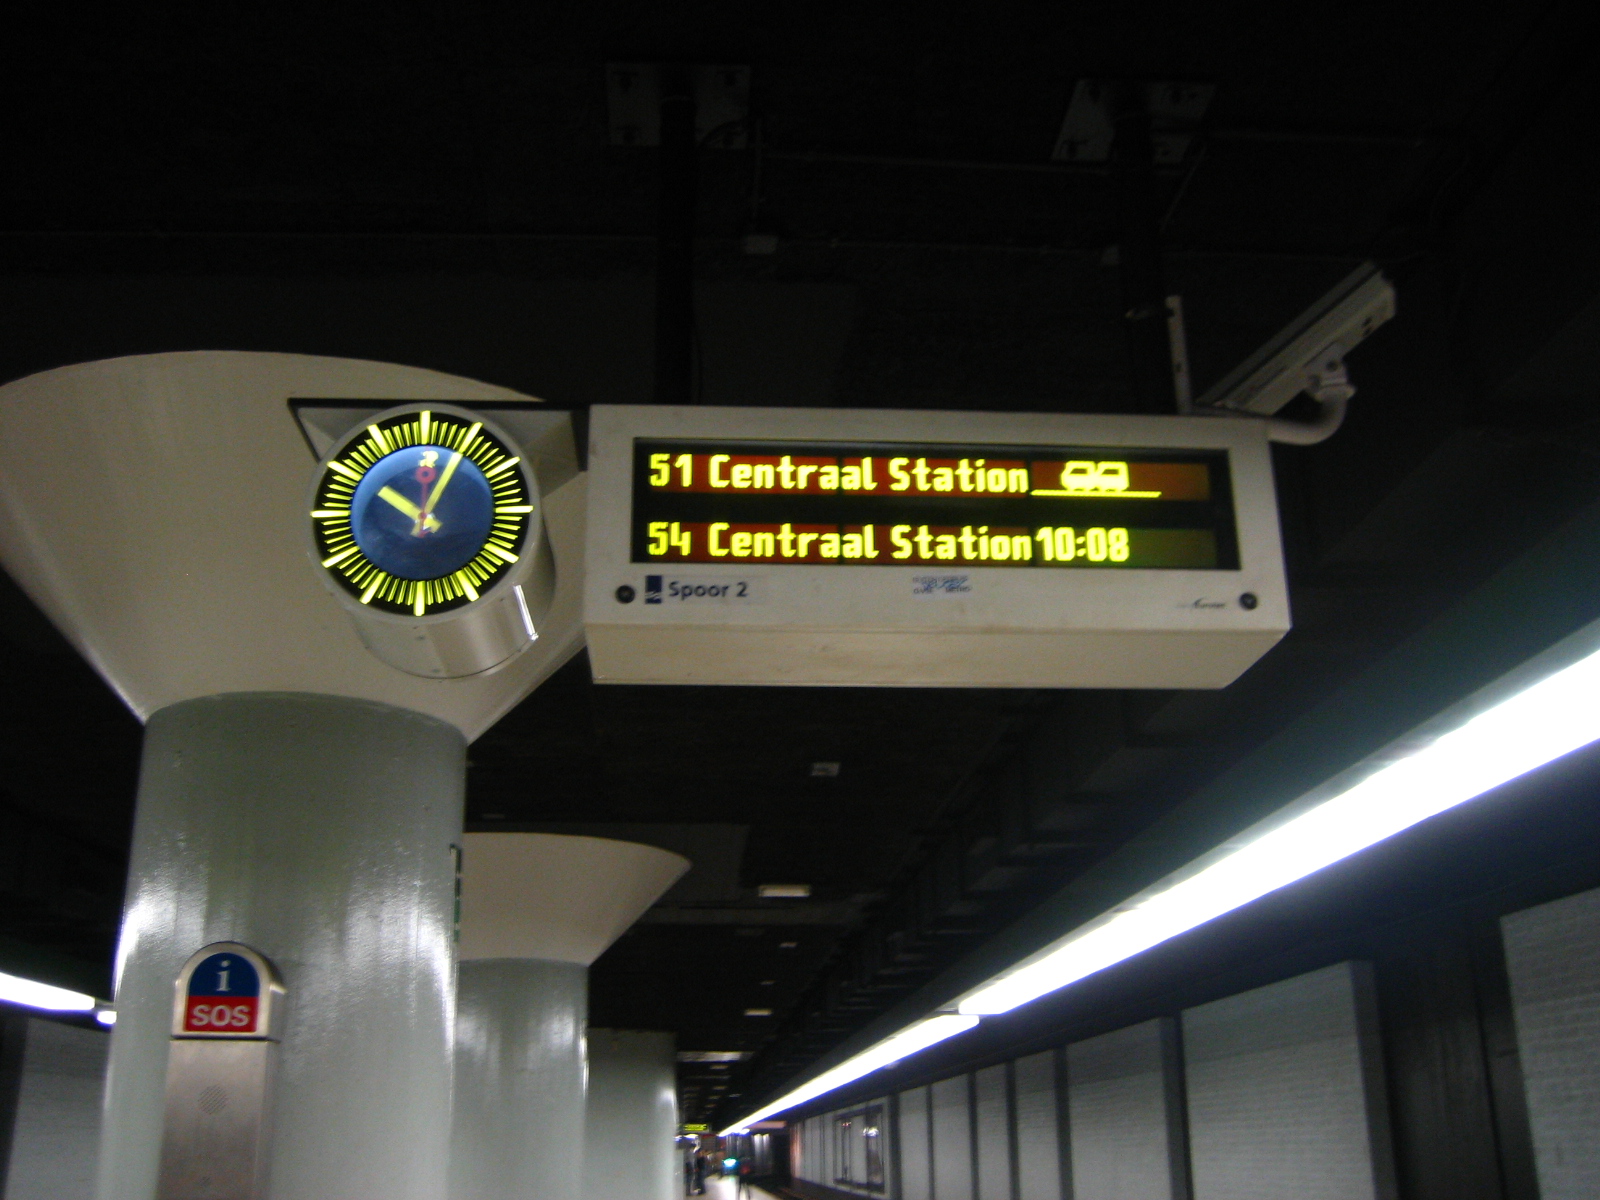 51 Centraal Station
54 Centraal Station 10:08
Spoor 2
i
SOS